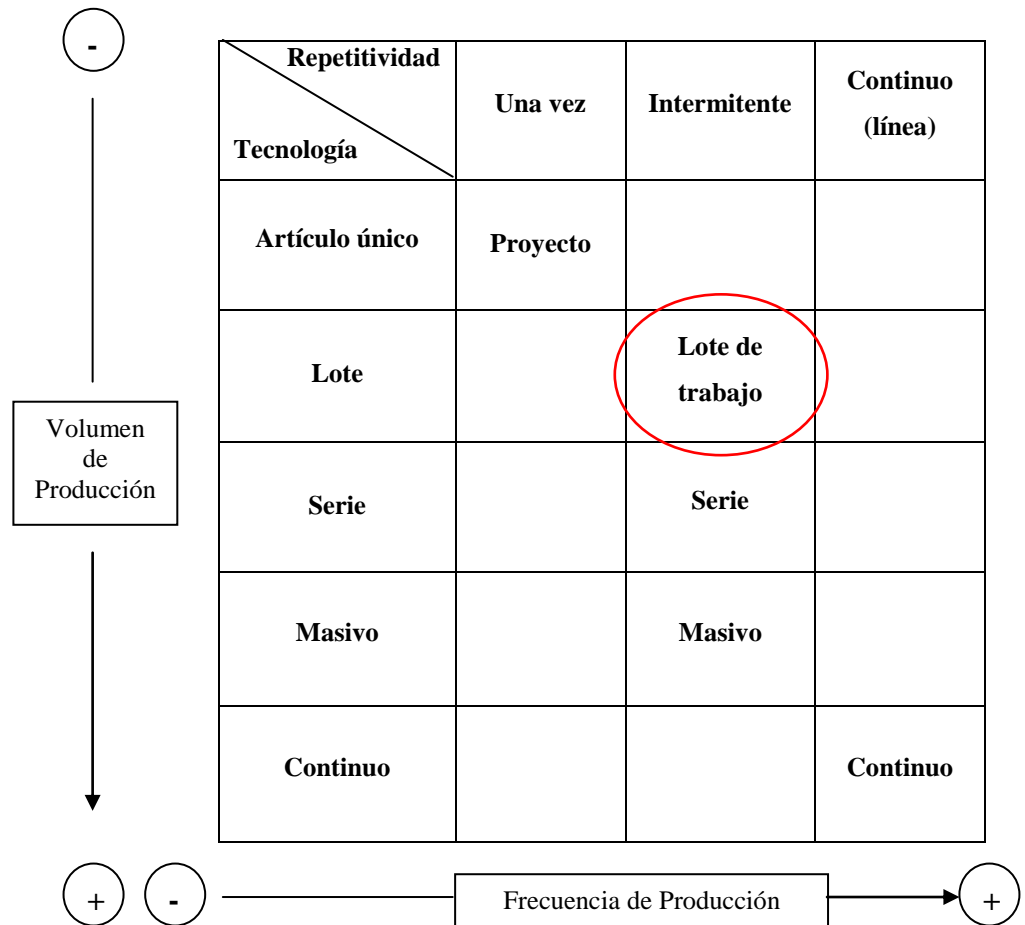 -
Repetitividad
Tecnología
Una vez
Intermitente
Continuo
(línea)
Artículo único
Proyecto
Lote
Lote de
trabajo
Volumen
de
Producción
Serie
Serie
Masivo
Masivo
Continuo
Continuo
+
-
Frecuencia de Producción
+